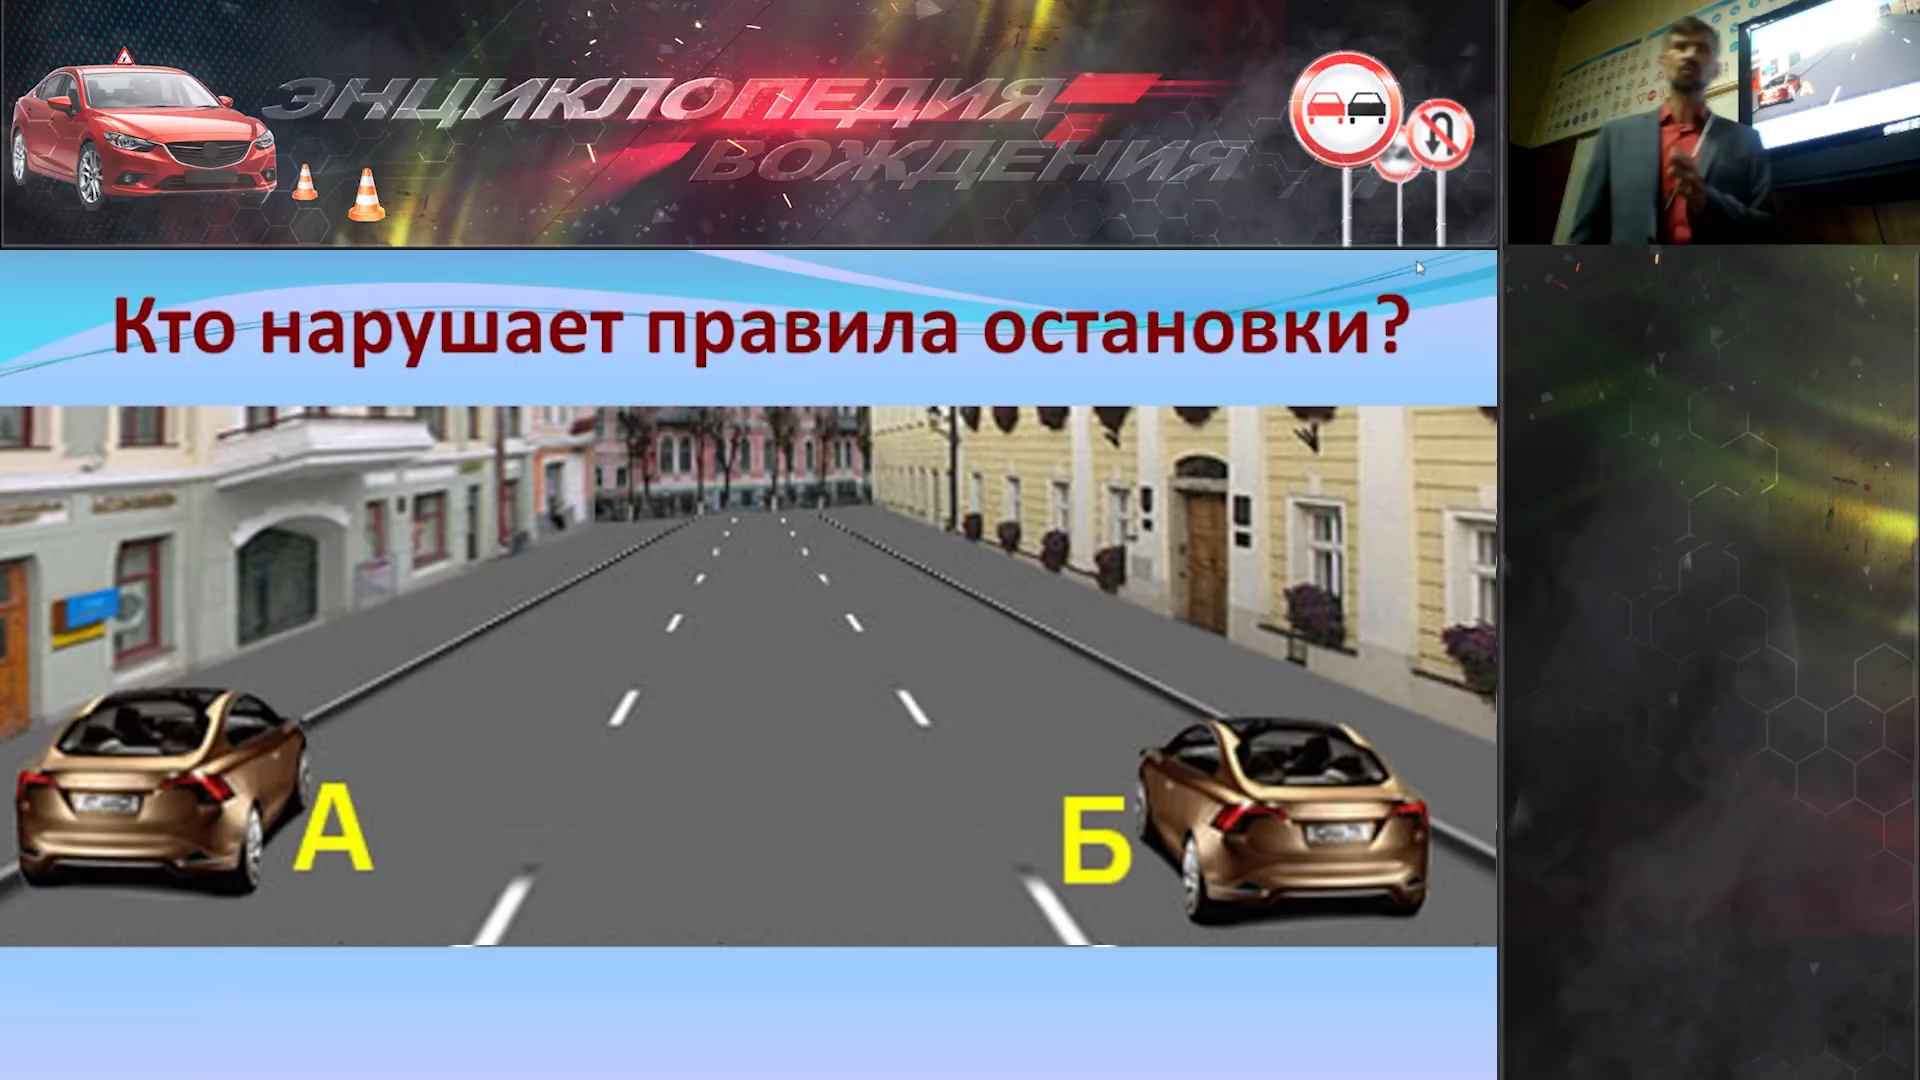 ЭНЦИКЛОПЕДИЯ
ВОЖДЕНИЯ
Кто нарушает правила остановки?
А
Б